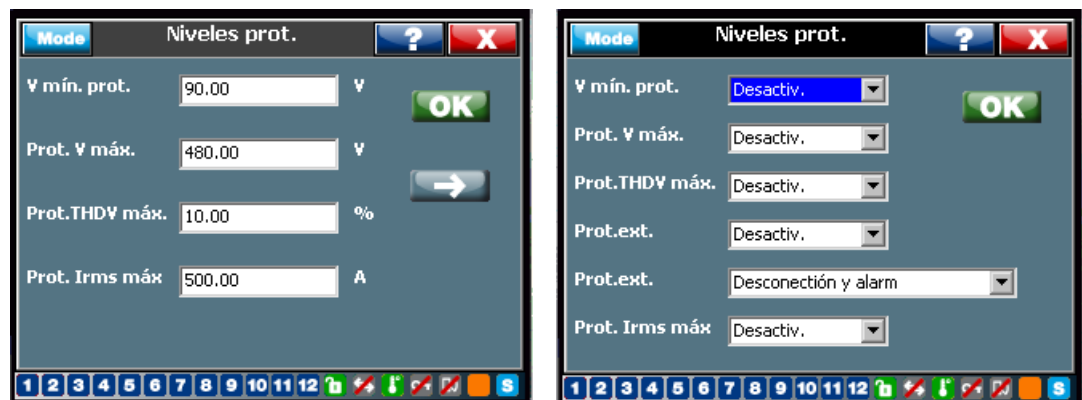 Mode Niveles prot. ? X
V mín. prot. 90.00 V
OK
Prot. V máx. 480.00 V
Prot.THDV máx. 10.00 %
Prot. Irms máx 500.00 A
1 2 3 4 5 6 7 8 9 10 11 12 S
Mode Niveles prot. ? X
V mín. prot. Desactiv.
OK
Prot. V máx. Desactiv.
Prot.THDV máx. Desactiv.
Prot.ext. Desactiv.
Prot.ext. Desconectión y alarm
Prot. Irms máx Desactiv.
1 2 3 4 5 6 7 8 9 10 11 12 S